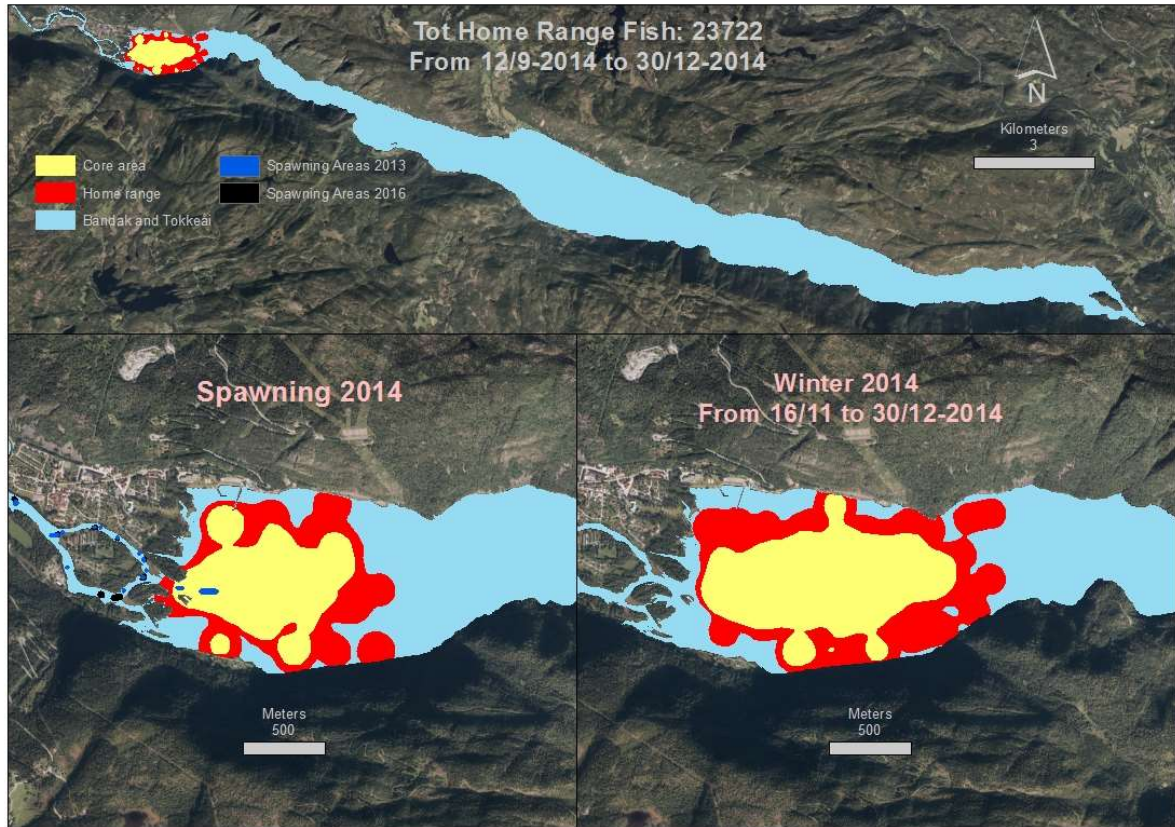 Tot Home Range Fish: 23722
From 12/9-2014 to 30/12-2014
N
Kilometers
3
Core area
Home range
Bandak and Tokkeåi
Spawning Areas 2013
Spawning Areas 2016
Spawning 2014
Meters
500
Winter 2014
From 16/11 to 30/12-2014
Meters
500